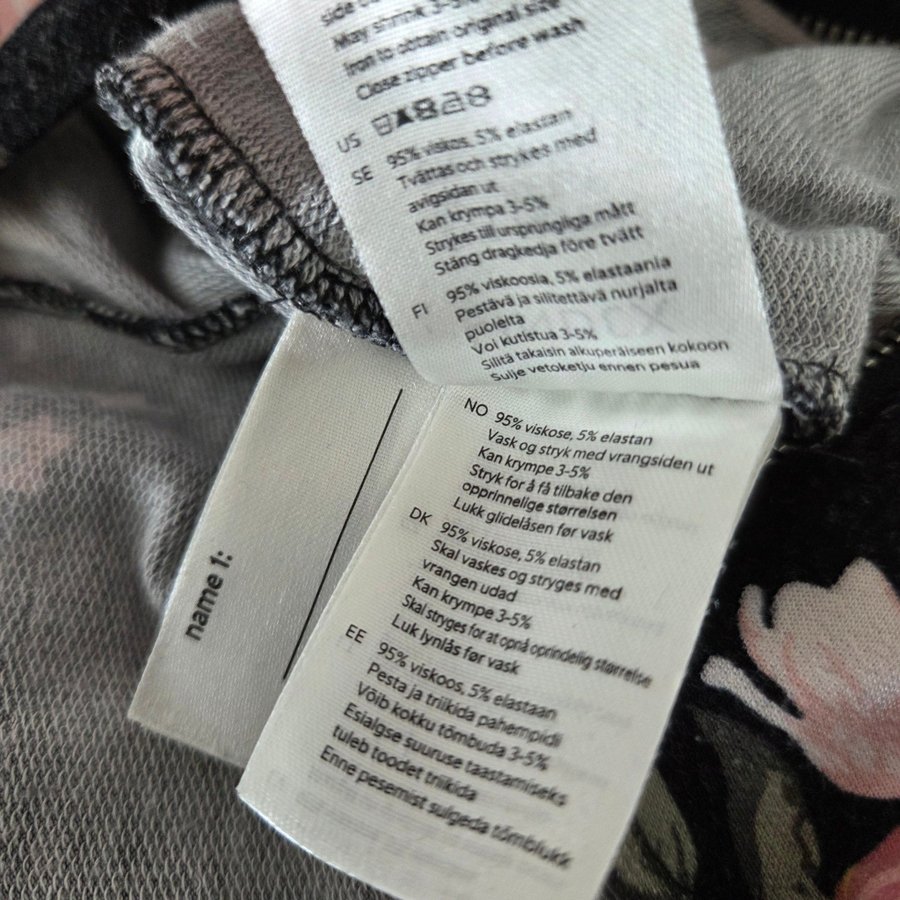 May shrink 3-5%
Iron to obtain original size
Close zipper before wash
US
SE 95% viskos, 5% elastan
Tvättas och strykes med
avigsidan ut
Kan krympa 3-5%
Strykes till ursprungliga mått
Stäng dragkedja före tvätt
FI 95% viskoosia, 5% elastaania
Pestävä ja silitettävä nurjalta
puolelta
Voi kutistua 3-5%
Silitä takaisin alkuperäiseen kokoon
Sulje vetoketju ennen pesua
NO 95% viskose, 5% elastan
Vask og stryk med vrangsiden ut
Kan krympe 3-5%
Stryk for å få tilbake den
opprinnelige størrelsen
Lukk glidelåsen før vask
DK 95% viskose, 5% elastan
Skal vaskes og stryges med
vrangen udad
Kan krympe 3-5%
Skal stryges for at opnå oprindelig størrelse
Luk lynlås før vask
EE 95% viskoos, 5% elastaan
Pesta ja triikida pahempidi
Võib kokku tõmbuda 3-5%
Esialgse suuruse taastamiseks
tuleb toodet triikida
Enne pesemist sulgeda tõmblukk
name 1: